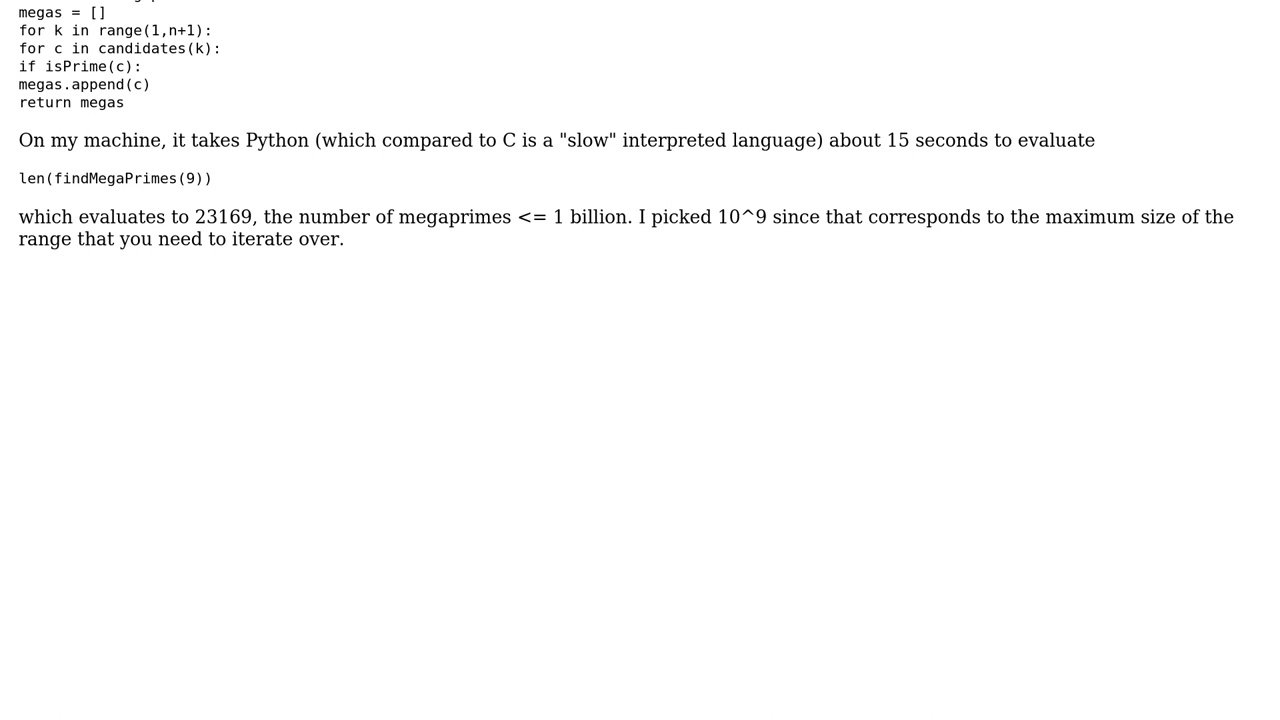 megas = []
for k in range(1,n+1):
for c in candidates(k):
if isPrime(c):
megas.append(c)
return megas
On my machine, it takes Python (which compared to C is a "slow" interpreted language) about 15 seconds to evaluate
len(findMegaPrimes(9))
which evaluates to 23169, the number of megaprimes <= 1 billion. I picked 10^9 since that corresponds to the maximum size of the
range that you need to iterate over.